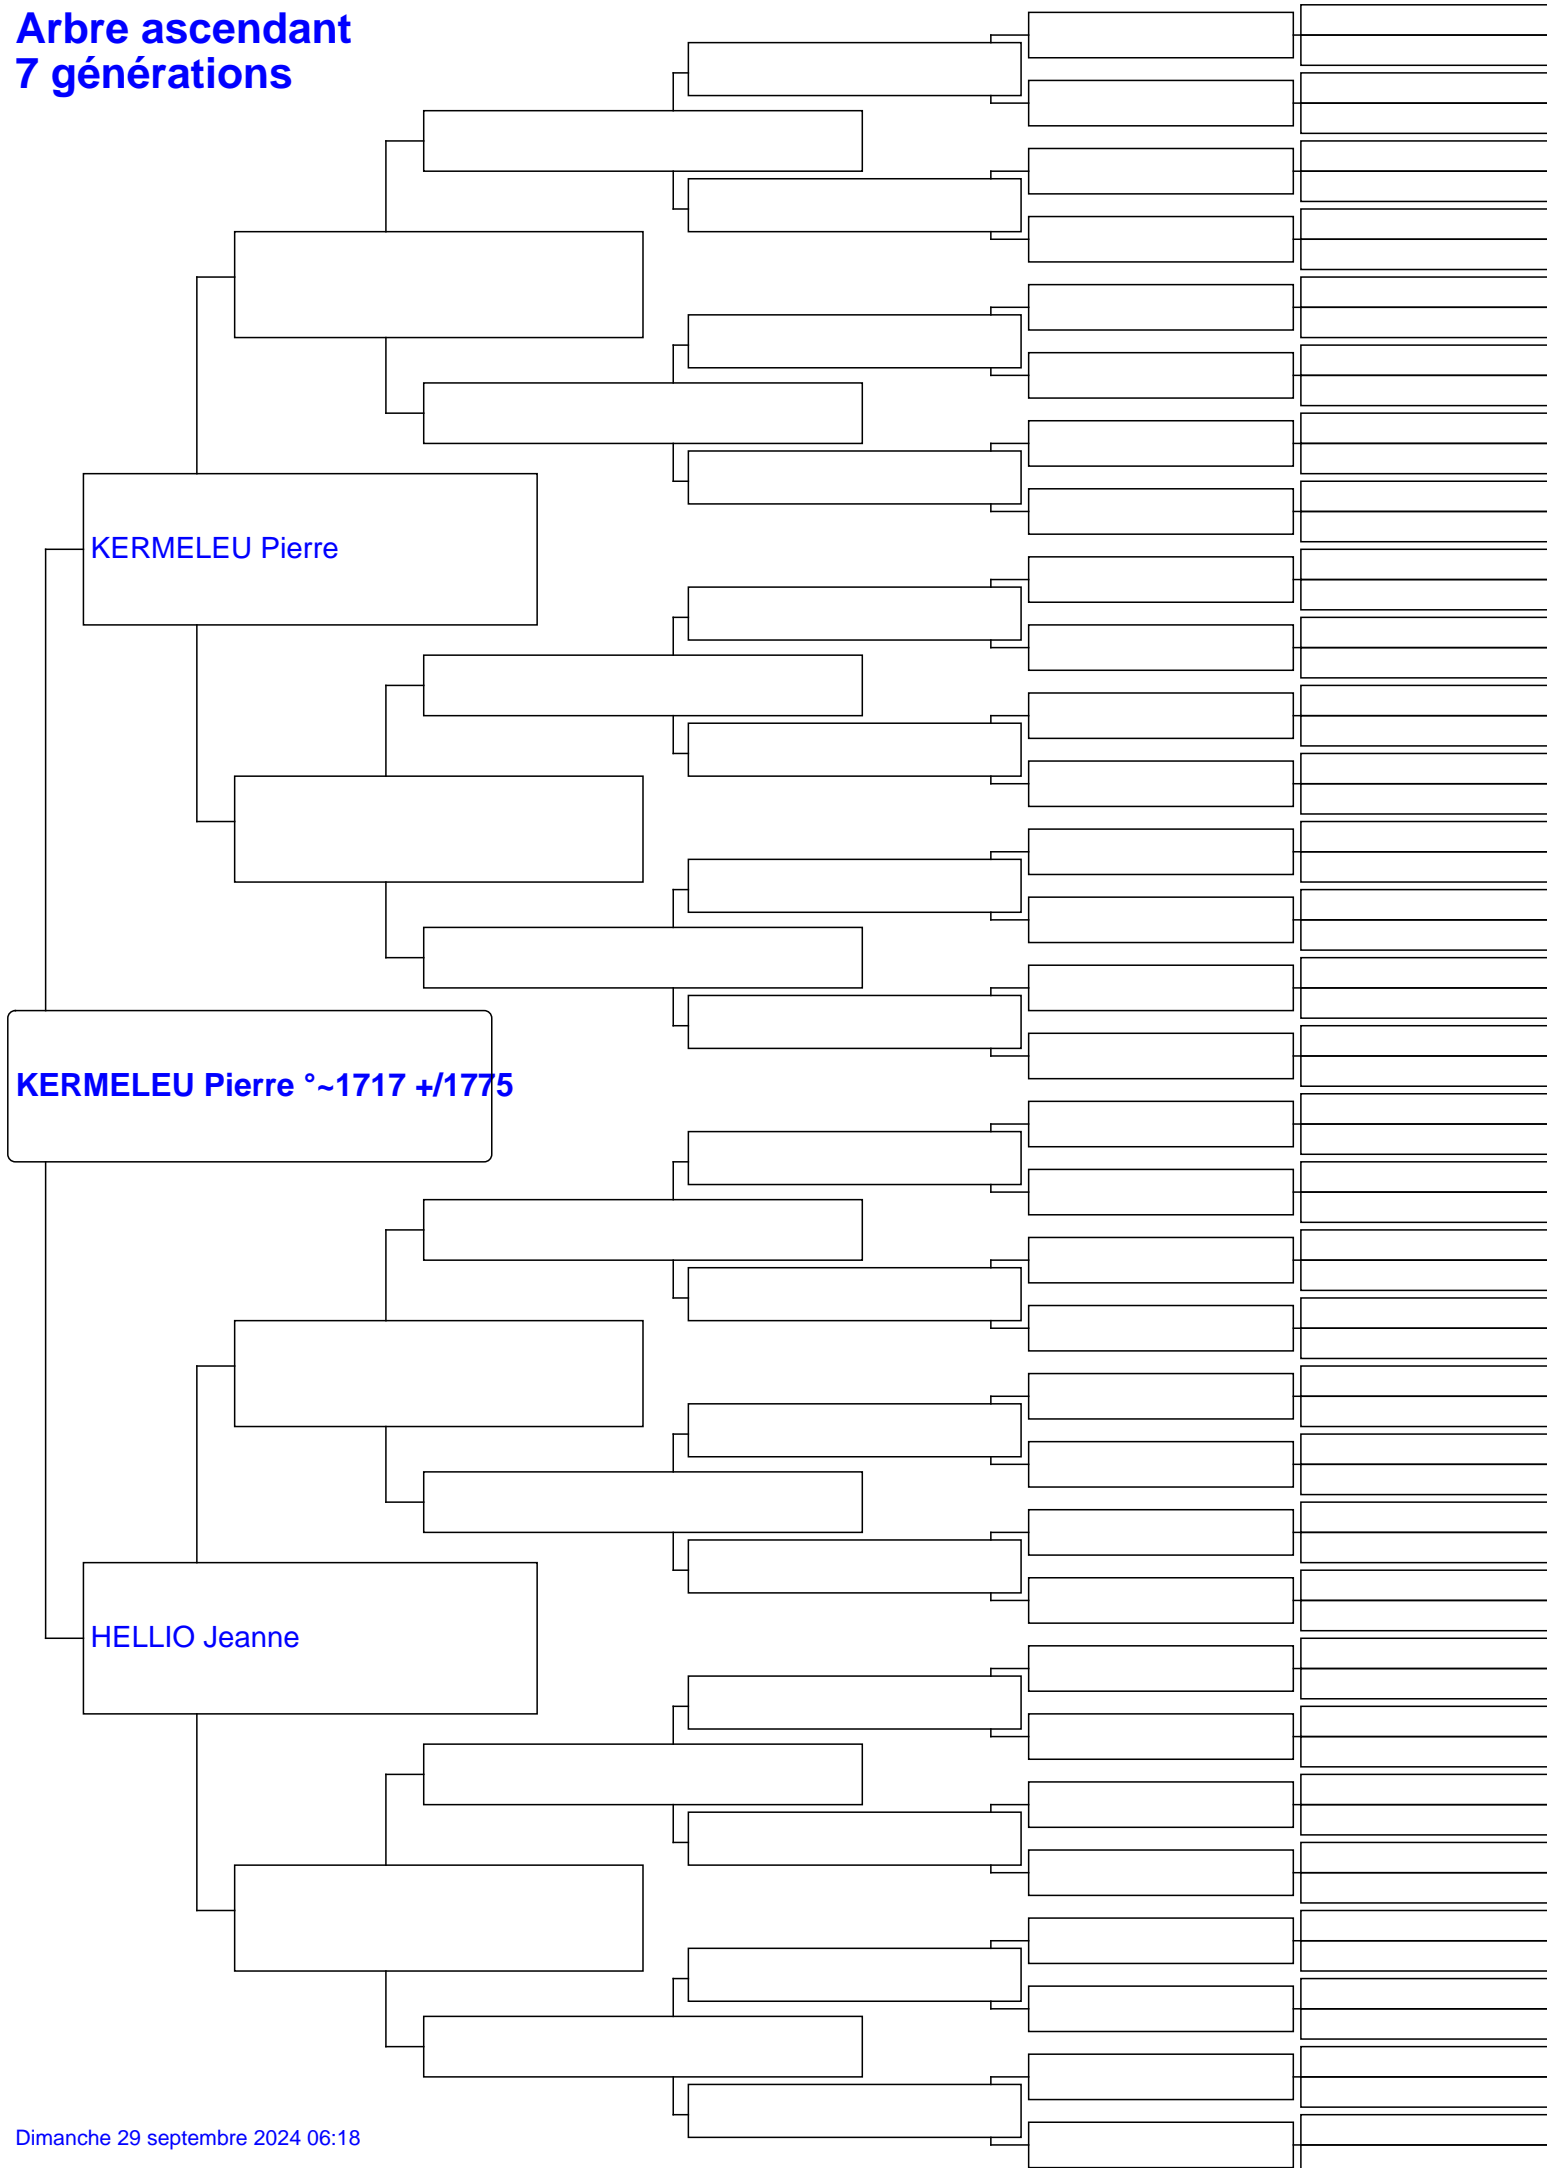 Arbre ascendant
7 générations
KERMELEU Pierre
KERMELEU Pierre °~1717 +/1775
HELLIO Jeanne
Dimanche 29 septembre 2024 06:18